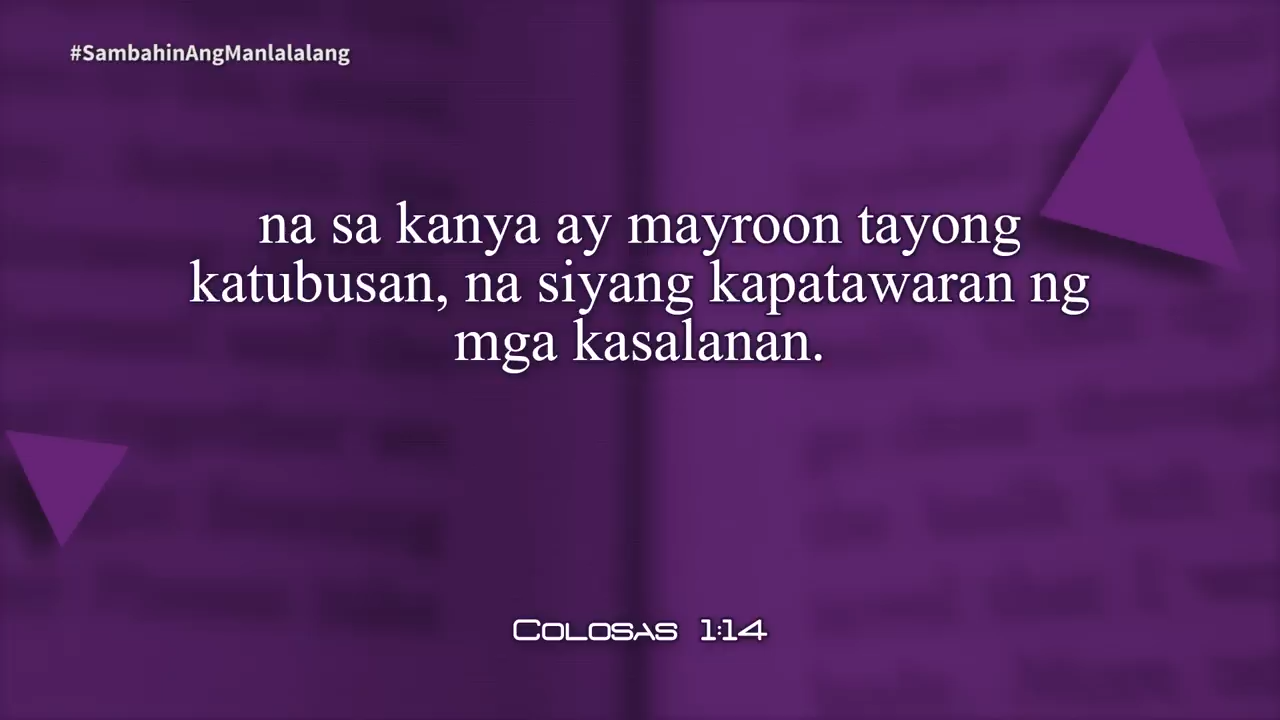 #SambahinAngManlalalang
na sa kanya ay mayroon tayong
katubusan, na siyang kapatawaran ng
mga kasalanan.
Colosas 1:14